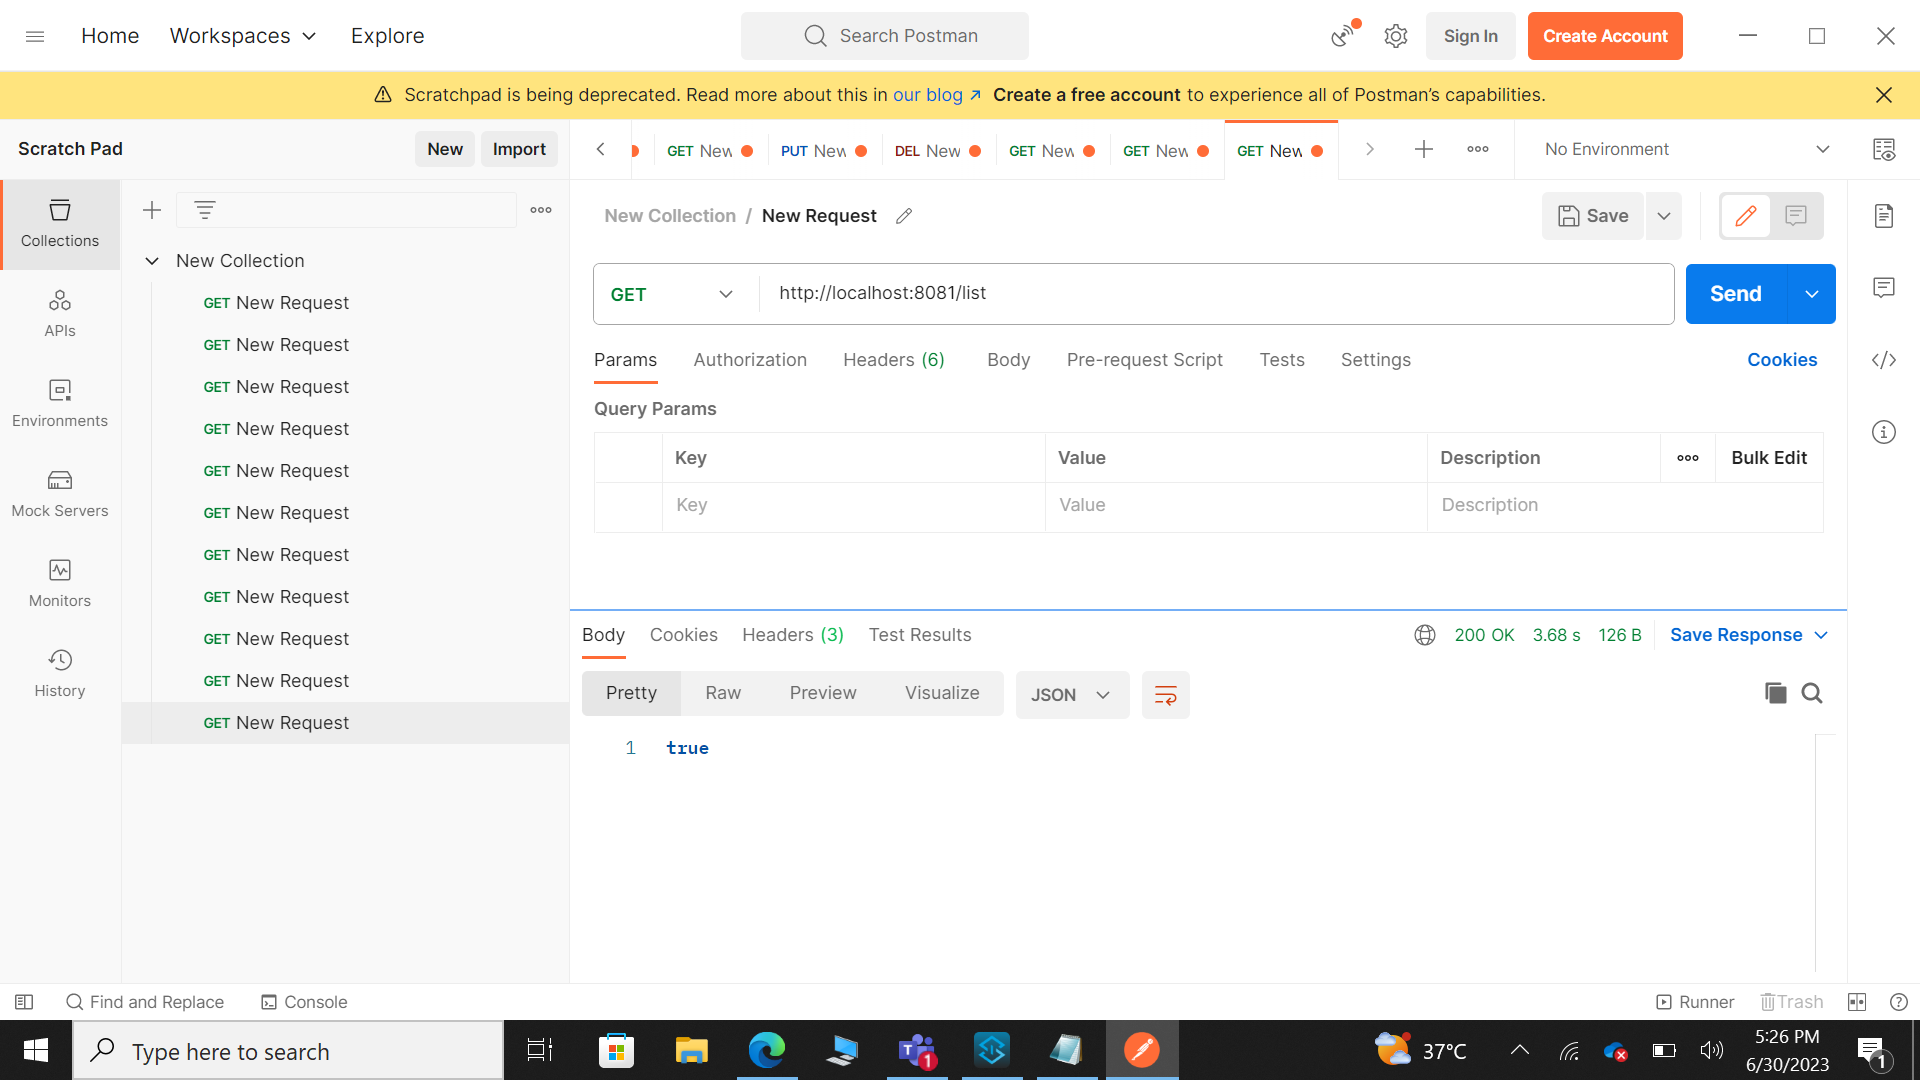 Home Workspaces Explore Search Postman Sign In Create Account
Scratchpad is being deprecated. Read more about this in our blog ↗ Create a free account to experience all of Postman's capabilities.
Scratch Pad New Import
GET New PUT New DEL New GET New GET New GET New No Environment
Collections
APIs
Environments
Mock Servers
Monitors
History
New Collection
GET New Request
GET New Request
GET New Request
GET New Request
GET New Request
GET New Request
GET New Request
GET New Request
GET New Request
GET New Request
GET New Request
New Collection / New Request Save
GET http://localhost:8081/list Send
Params Authorization Headers (6) Body Pre-request Script Tests Settings Cookies
Query Params
Key Value Description Bulk Edit
Key Value Description
Body Cookies Headers (3) Test Results 200 OK 3.68 s 126 B Save Response
Pretty Raw Preview Visualize JSON
1 true
Find and Replace Console Runner Trash
Type here to search 1 37°C 5:26 PM
6/30/2023 1